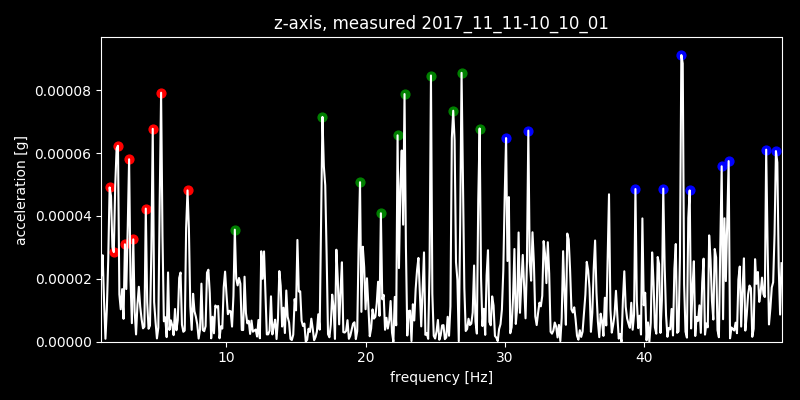 z-axis, measured 2017_11_11-10_10_01
acceleration [g]
0.00008
0.00006
0.00004
0.00002
0.00000
10 20 30 40
frequency [Hz]